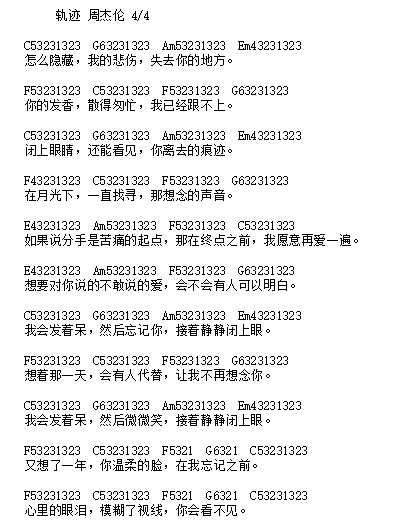 轨迹 周杰伦 4/4
C53231323 G63231323 Am53231323 Em43231323
怎么隐藏，我的悲伤，失去你的地方。
F53231323 C53231323 F53231323 G63231323
你的发香，散得匆忙，我已经跟不上。
C53231323 G63231323 Am53231323 Em43231323
闭上眼睛，还能看见，你离去的痕迹。
F43231323 C53231323 F53231323 G63231323
在月光下，一直找寻，那想念的声音。
E43231323 Am53231323 F53231323 C53231323
如果说分手是苦痛的起点，那在终点之前，我愿意再爱一遍。
E43231323 Am53231323 F53231323 G63231323
想要对你说的不敢说的爱，会不会有人可以明白。
C53231323 G63231323 Am53231323 Em43231323
我会发着呆，然后忘记你，接着静静闭上眼。
F53231323 C53231323 F53231323 G63231323
想着那一天，会有人代替，让我不再想念你。
C53231323 G63231323 Am53231323 Em43231323
我会发着呆，然后微微笑，接着静静闭上眼。
F53231323 C53231323 F5321 G6321 C53231323
又想了一年，你温柔的脸，在我忘记之前。
F53231323 C53231323 F5321 G6321 C53231323
心里的眼泪，模糊了视线，你会看不见。